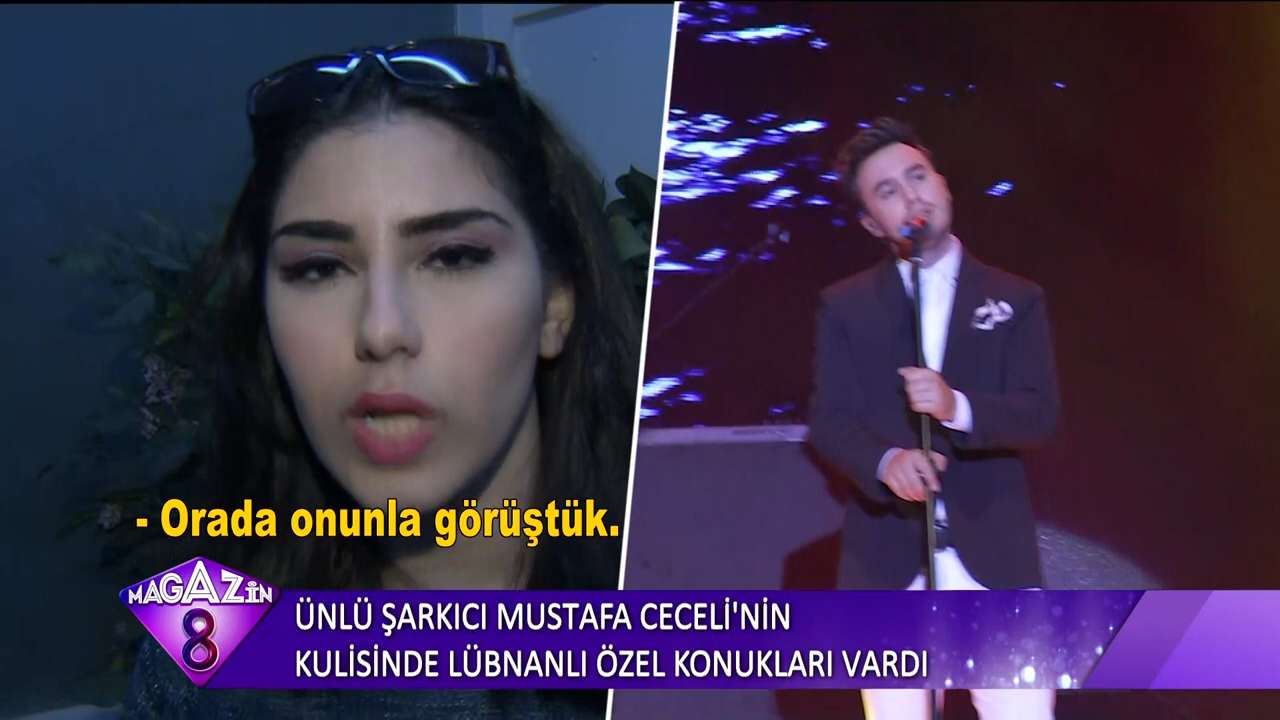 - Orada onunla görüştük.
MAGAZİN
8
ÜNLÜ ŞARKICI MUSTAFA CECELİ'NİN
KULİSİNDE LÜBNANLI ÖZEL KONUKLARI VARDI